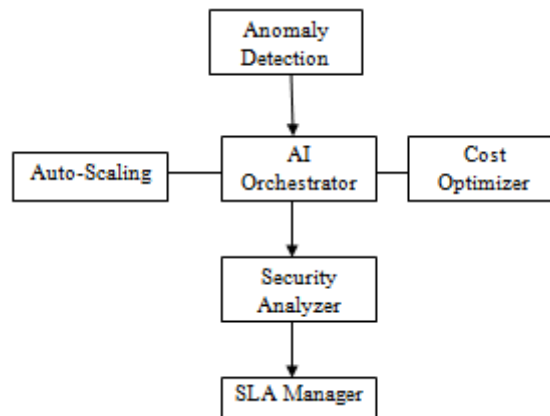 Anomaly
Detection
Auto-Scaling
AI
Orchestrator
Cost
Optimizer
Security
Analyzer
SLA Manager